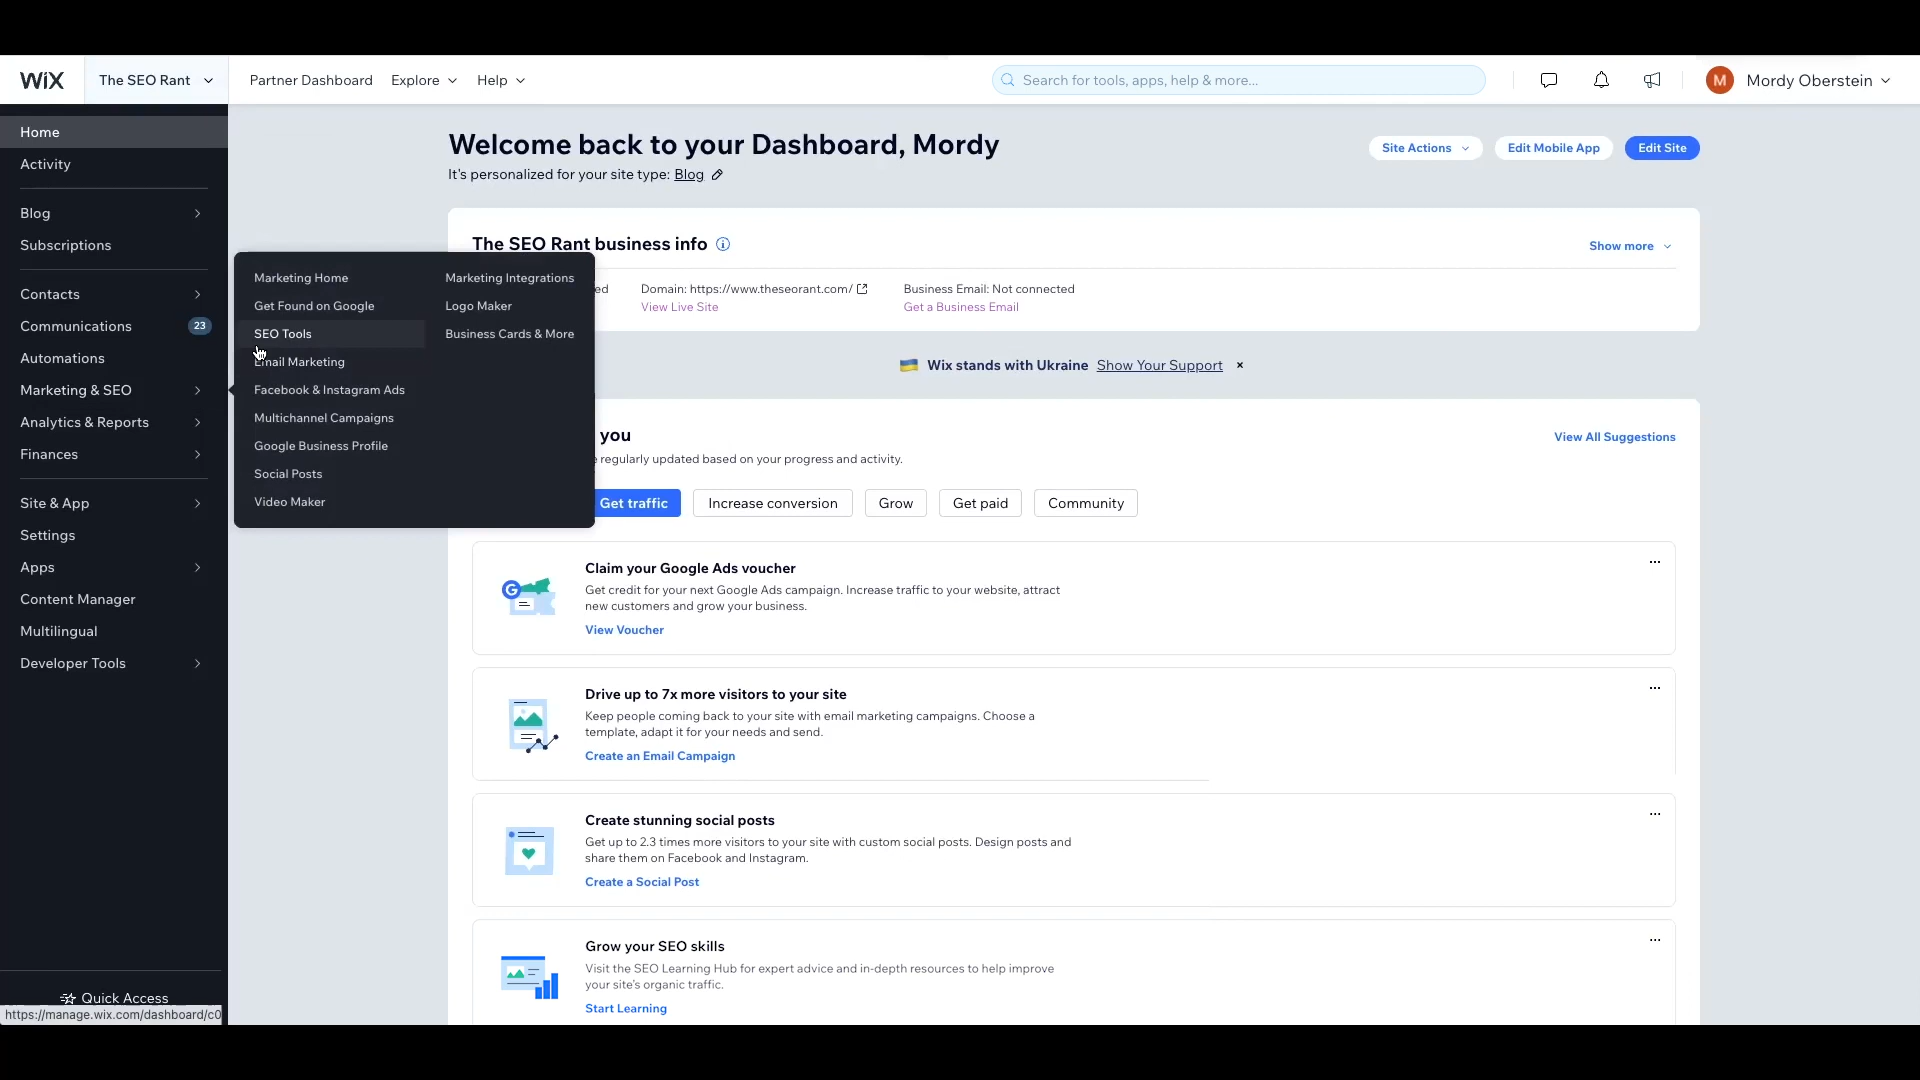 WIX
The SEO Rant
Partner Dashboard
Explore
Help
Search for tools, apps, help & more...
M
Mordy Oberstein
Home
Activity
Blog
Subscriptions
Contacts
Communications
23
Automations
Marketing & SEO
Analytics & Reports
Finances
Site & App
Settings
Apps
Content Manager
Multilingual
Developer Tools
Quick Access
https://manage.wix.com/dashboard/c0
Marketing Home
Get Found on Google
SEO Tools
Email Marketing
Facebook & Instagram Ads
Multichannel Campaigns
Google Business Profile
Social Posts
Video Maker
Marketing Integrations
Logo Maker
Business Cards & More
Welcome back to your Dashboard, Mordy
It's personalized for your site type: Blog
Site Actions
Edit Mobile App
Edit Site
The SEO Rant business info
Show more
Domain: https://www.theseorant.com/
View Live Site
Business Email: Not connected
Get a Business Email
Wix stands with Ukraine Show Your Support ×
you
View All Suggestions
regularly updated based on your progress and activity.
Get traffic
Increase conversion
Grow
Get paid
Community
Claim your Google Ads voucher
Get credit for your next Google Ads campaign. Increase traffic to your website, attract
new customers and grow your business.
View Voucher
Drive up to 7x more visitors to your site
Keep people coming back to your site with email marketing campaigns. Choose a
template, adapt it for your needs and send.
Create an Email Campaign
Create stunning social posts
Get up to 2.3 times more visitors to your site with custom social posts. Design posts and
share them on Facebook and Instagram.
Create a Social Post
Grow your SEO skills
Visit the SEO Learning Hub for expert advice and in-depth resources to help improve
your site's organic traffic.
Start Learning